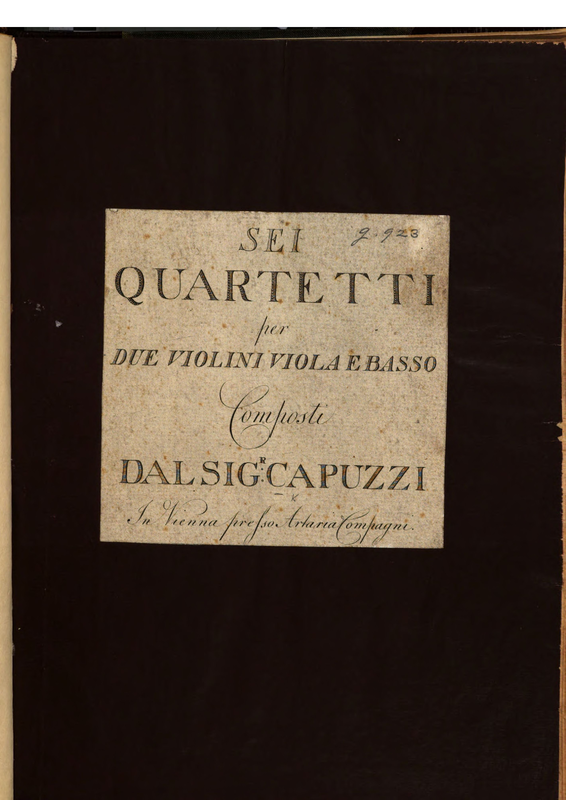 SEI g. 923
QUARTETTI
per
DUE VIOLINI VIOLA E BASSO
Composti
DAL SIG.R CAPUZZI
In Vienna presso Artaria Compagni